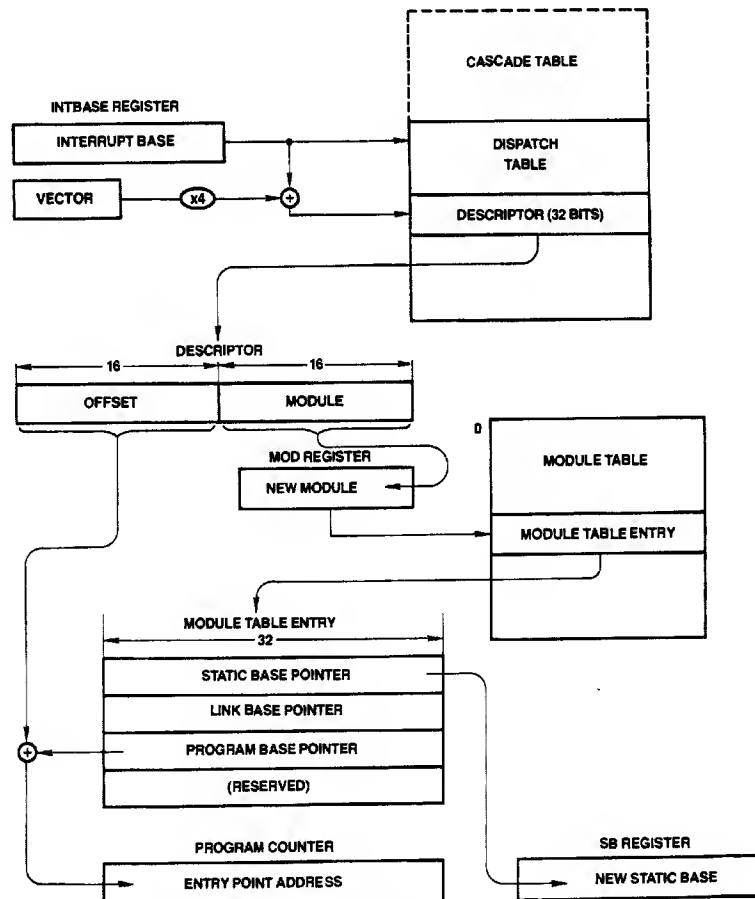 CASCADE TABLE
INTBASE REGISTER
INTERRUPT BASE
DISPATCH
TABLE
VECTOR
x4
+
DESCRIPTOR (32 BITS)
DESCRIPTOR
16
16
OFFSET
MODULE
0
MOD REGISTER
NEW MODULE
MODULE TABLE
MODULE TABLE ENTRY
MODULE TABLE ENTRY
32
STATIC BASE POINTER
LINK BASE POINTER
+
PROGRAM BASE POINTER
(RESERVED)
PROGRAM COUNTER
SB REGISTER
ENTRY POINT ADDRESS
NEW STATIC BASE